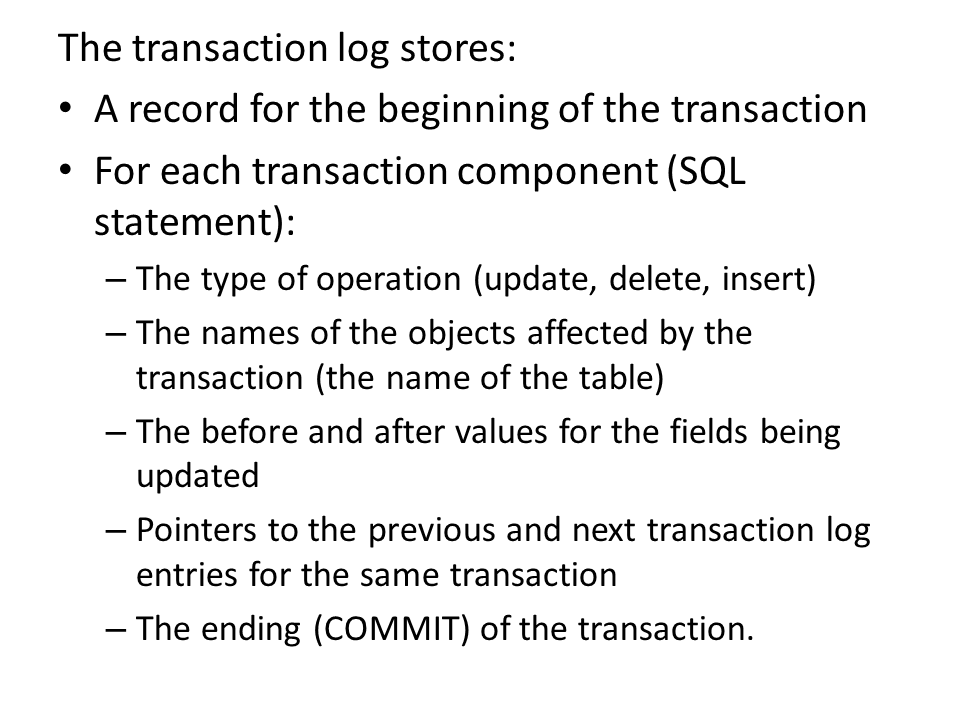 The transaction log stores:
• A record for the beginning of the transaction
• For each transaction component (SQL
statement):
– The type of operation (update, delete, insert)
– The names of the objects affected by the
transaction (the name of the table)
– The before and after values for the fields being
updated
– Pointers to the previous and next transaction log
entries for the same transaction
– The ending (COMMIT) of the transaction.